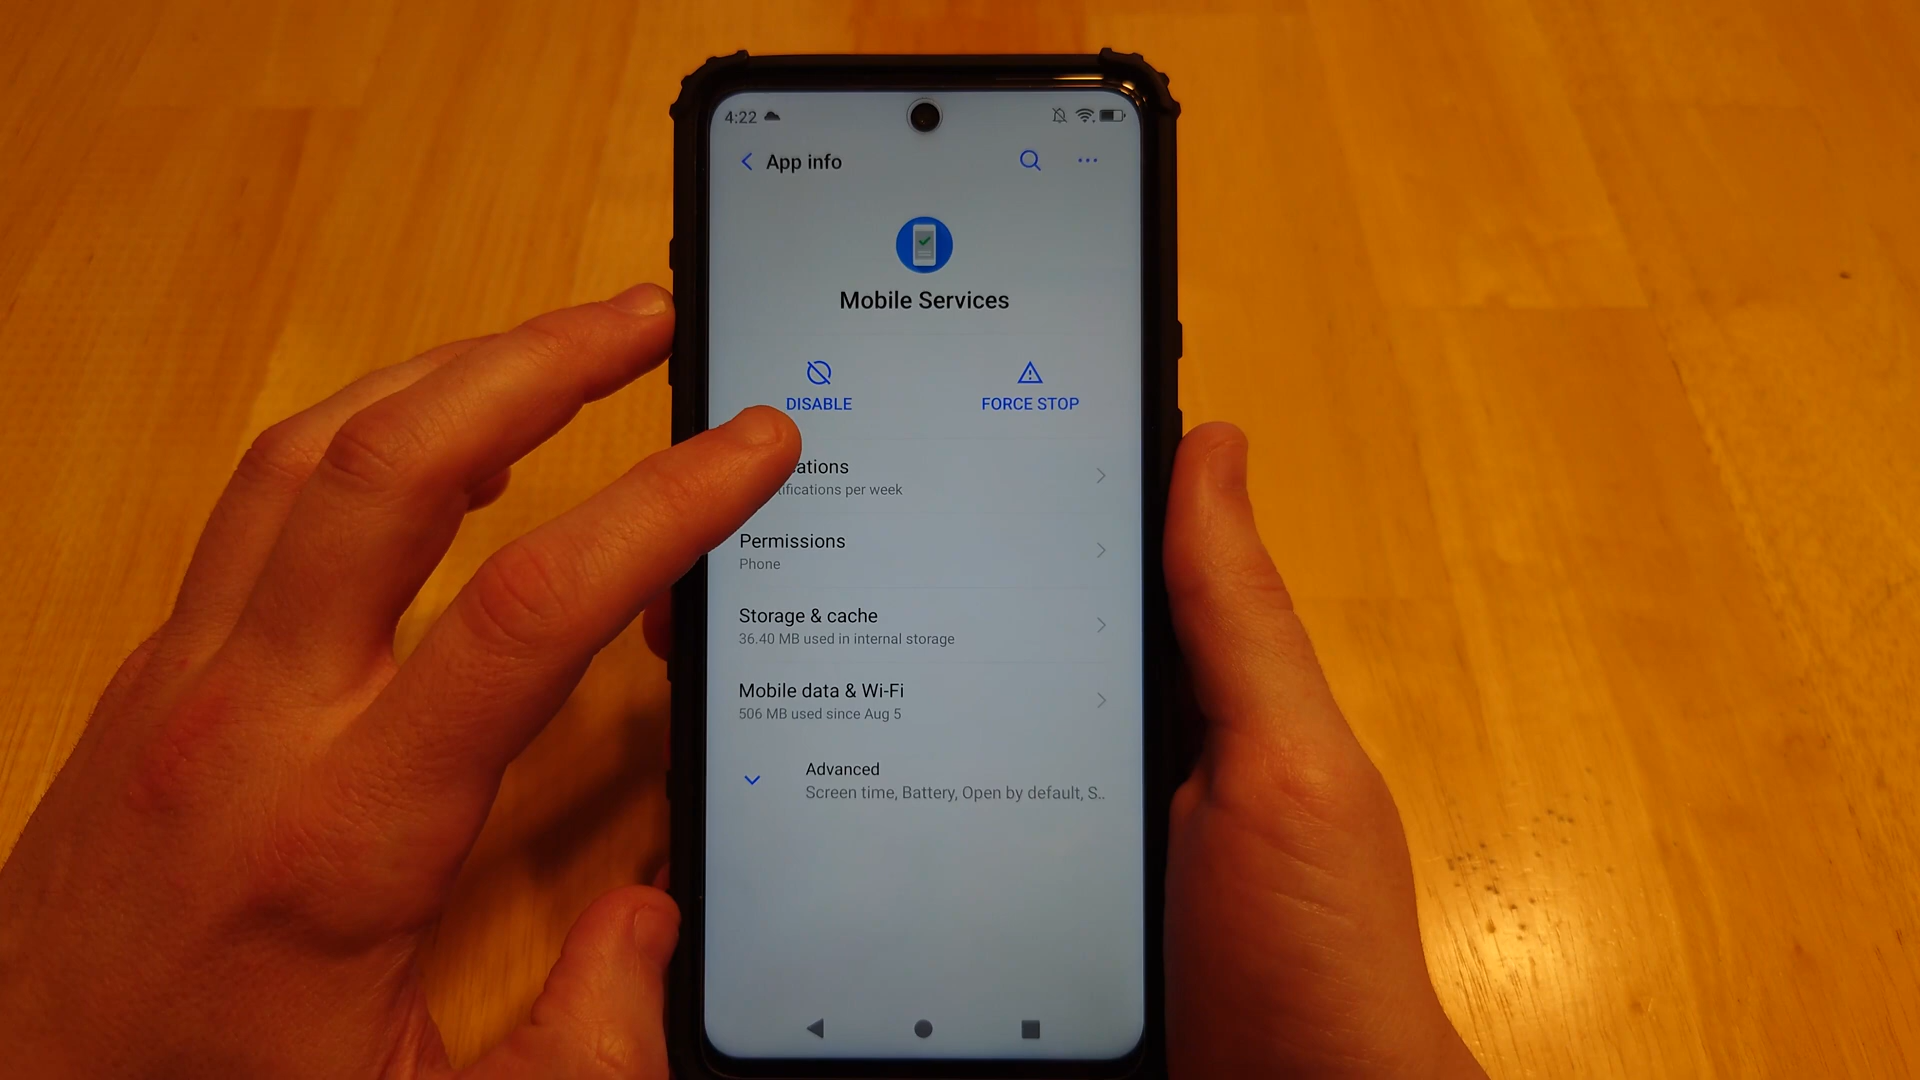 4:22
App info
Mobile Services
DISABLE
FORCE STOP
per week
Permissions
Phone
Storage & cache
36.40 MB used in internal storage
Mobile data & Wi-Fi
506 MB used since Aug 5
Advanced
Screen time, Battery, Open by default, S..